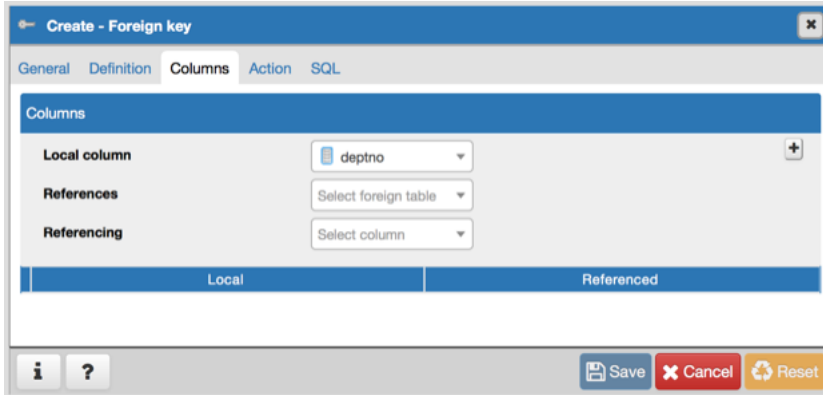 Create - Foreign key
General Definition Columns Action SQL
Columns
Local column deptno
References Select foreign table
Referencing Select column
Local Referenced
i ? Save Cancel Reset